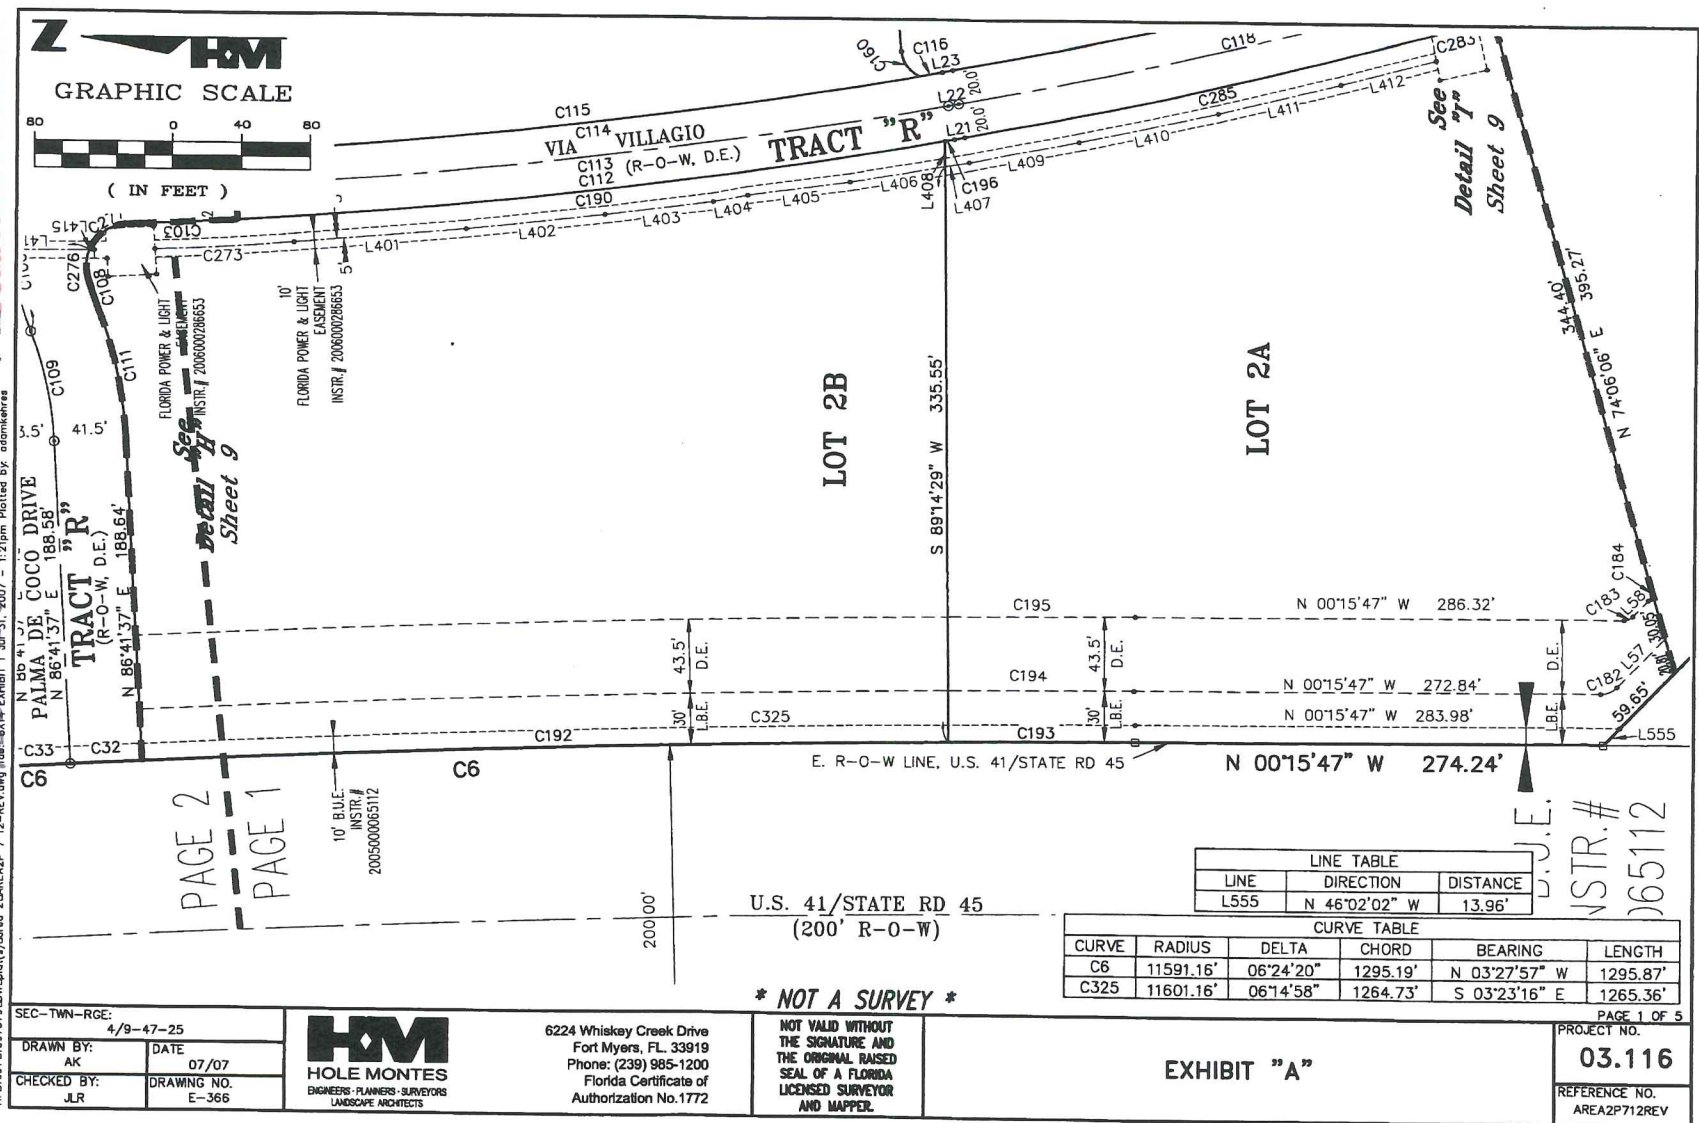 Z
HM
GRAPHIC SCALE
80 0 40 80
( IN FEET )
C160
C116
L23
C118
C283
C115
C114
VIA VILLAGIO
C113 (R-O-W, D.E.)
C112
TRACT "R"
L22
20.0'
L21
20.0'
C285
L412
L411
L410
L409
C196
L407
L408
L406
L405
L404
L403
L402
L401
C190
See
Detail "I"
Sheet 9
L415
C103
C273
C276
C108
5'
FLORIDA POWER & LIGHT
EASEMENT
INSTR.# 2006000286653
10'
FLORIDA POWER & LIGHT
EASEMENT
INSTR.# 2006000286653
C109
C111
41.5'
See
Detail "H"
Sheet 9
PALMA DE COCO DRIVE
N 86°41'37" E 188.58'
TRACT "R"
(R-O-W, D.E.)
N 86°41'37" E 188.64'
LOT 2B
S 89°14'29" W 335.55'
LOT 2A
344.40'
395.27'
N 74°06'06" E
C195
N 00°15'47" W 286.32'
C183
C184
L58
30.05'
43.5'
D.E.
43.5'
D.E.
D.E.
C194
N 00°15'47" W 272.84'
C182
L57
20.81'
30'
L.B.E.
C325
30'
L.B.E.
N 00°15'47" W 283.98'
L.B.E.
59.65'
L555
C33
C32
C192
C193
C6
C6
E. R-O-W LINE, U.S. 41/STATE RD 45
N 00°15'47" W 274.24'
PAGE 2
PAGE 1
10' B.U.E.
INSTR.#
2005000065112
200.00'
U.S. 41/STATE RD 45
(200' R-O-W)
LINE TABLE
LINE DIRECTION DISTANCE
L555 N 46°02'02" W 13.96'
CURVE TABLE
CURVE RADIUS DELTA CHORD BEARING LENGTH
C6 11591.16' 06°24'20" 1295.19' N 03°27'57" W 1295.87'
C325 11601.16' 06°14'58" 1264.73' S 03°23'16" E 1265.36'
* NOT A SURVEY *
PAGE 1 OF 5
SEC-TWN-RGE:
4/9-47-25
DRAWN BY:
AK
DATE
07/07
CHECKED BY:
JLR
DRAWING NO.
E-366
HM
HOLE MONTES
ENGINEERS · PLANNERS · SURVEYORS
LANDSCAPE ARCHITECTS
6224 Whiskey Creek Drive
Fort Myers, FL. 33919
Phone: (239) 985-1200
Florida Certificate of
Authorization No.1772
NOT VALID WITHOUT
THE SIGNATURE AND
THE ORIGINAL RAISED
SEAL OF A FLORIDA
LICENSED SURVEYOR
AND MAPPER.
EXHIBIT "A"
PROJECT NO.
03.116
REFERENCE NO.
AREA2P712REV